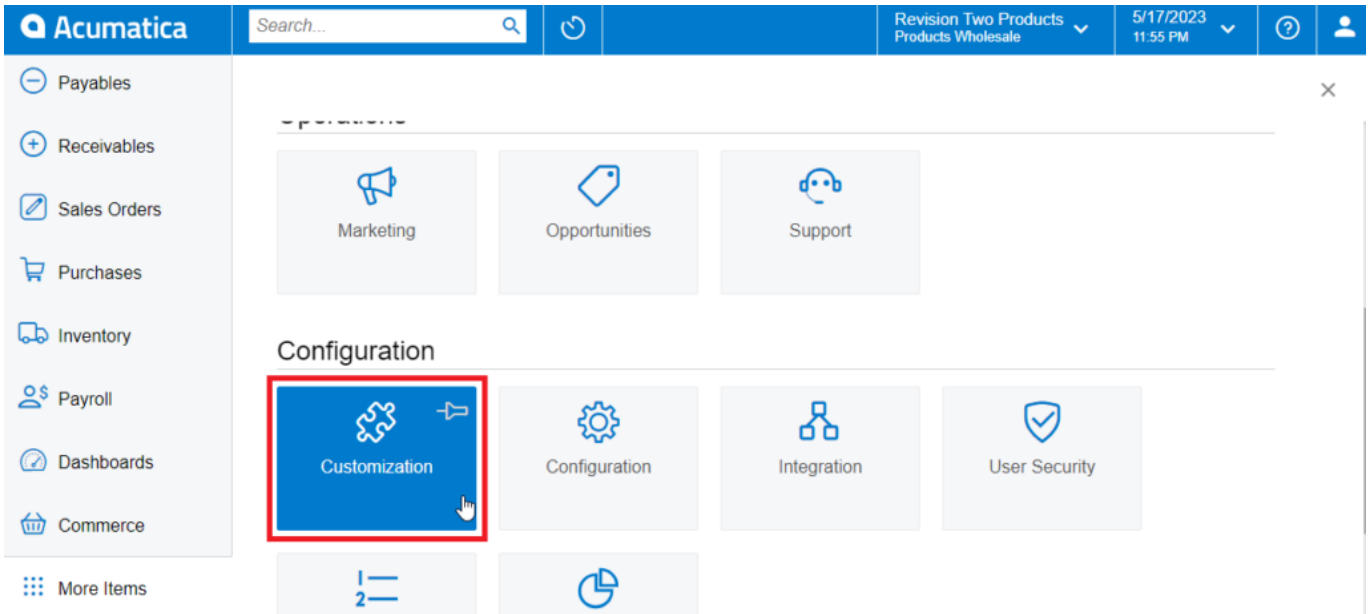 Acumatica
Search...
Revision Two Products
Products Wholesale
5/17/2023
11:55 PM
Payables
Receivables
Sales Orders
Purchases
Inventory
Payroll
Dashboards
Commerce
More Items
Operations
Marketing
Opportunities
Support
Configuration
Customization
Configuration
Integration
User Security